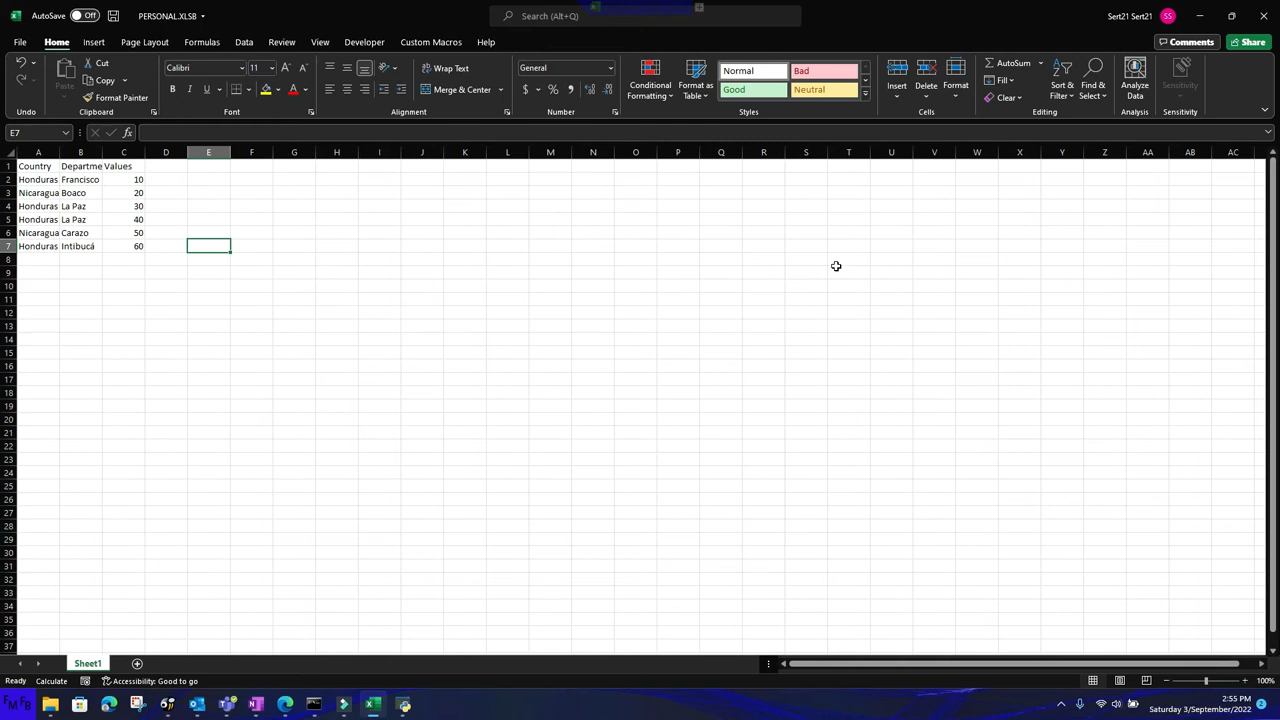 AutoSave Off PERSONAL.XLSB Search (Alt+Q) Sert21 Sert21 SS
File Home Insert Page Layout Formulas Data Review View Developer Custom Macros Help Comments Share
Cut
Copy
Format Painter
Paste
Calibri 11
B I U
Wrap Text
Merge & Center
General
$ % ,
Conditional Formatting
Format as Table
Normal Bad
Good Neutral
Insert
Delete
Format
AutoSum
Fill
Clear
Sort & Filter
Find & Select
Analyze Data
Sensitivity
Undo Clipboard Font Alignment Number Styles Cells Editing Analysis Sensitivity
E7 fx
A B C D E F G H I J K L M N O P Q R S T U V W X Y Z AA AB AC
1 Country Departme Values
2 Honduras Francisco 10
3 Nicaragua Boaco 20
4 Honduras La Paz 30
5 Honduras La Paz 40
6 Nicaragua Carazo 50
7 Honduras Intibucá 60
8
9
10
11
12
13
14
15
16
17
18
19
20
21
22
23
24
25
26
27
28
29
30
31
32
33
34
35
36
37
Sheet1
Ready Calculate Accessibility: Good to go 100%
2:55 PM
Saturday 3/September/2022 2